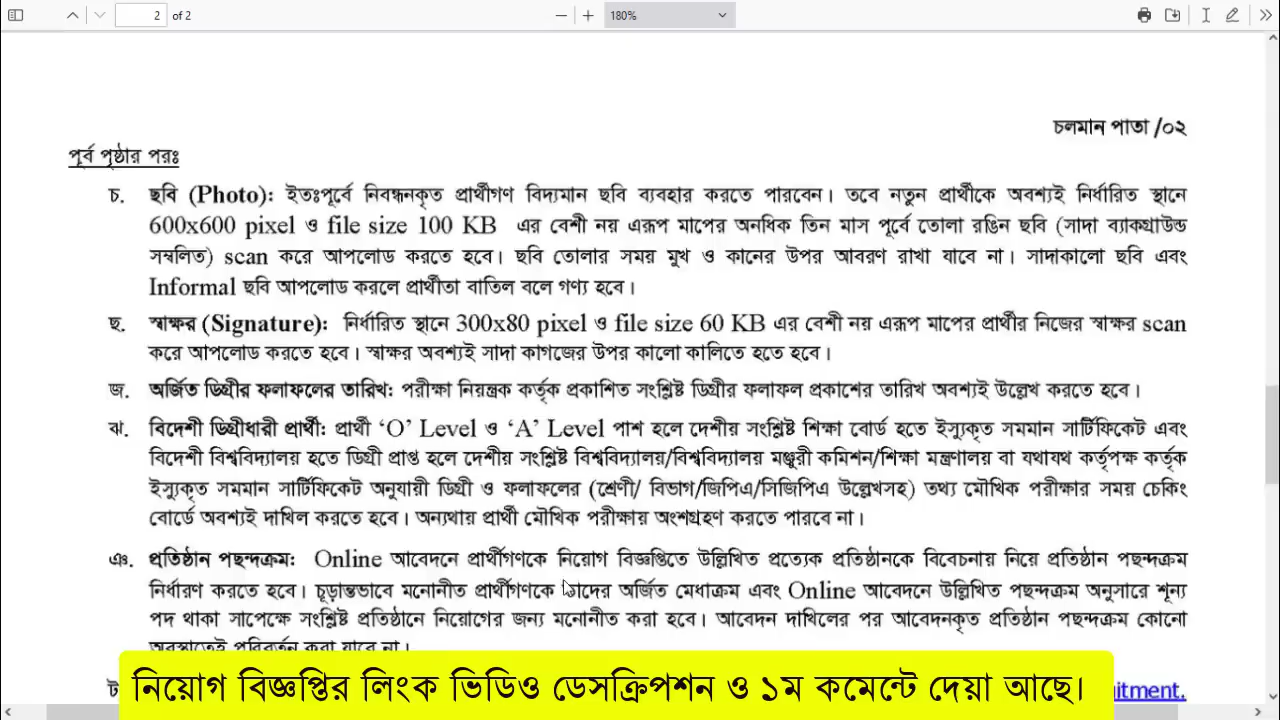 2 of 2 180%
চলমান পাতা /০২
পূর্ব পৃষ্ঠার পরঃ
চ. ছবি (Photo): ইতঃপূর্বে নিবন্ধনকৃত প্রার্থীগণ বিদ্যমান ছবি ব্যবহার করতে পারবেন। তবে নতুন প্রার্থীকে অবশ্যই নির্ধারিত স্থানে
600x600 pixel ও file size 100 KB এর বেশী নয় এরূপ মাপের অনধিক তিন মাস পূর্বে তোলা রঙিন ছবি (সাদা ব্যাকগ্রাউন্ড
সম্বলিত) scan করে আপলোড করতে হবে। ছবি তোলার সময় মুখ ও কানের উপর আবরণ রাখা যাবে না। সাদাকালো ছবি এবং
Informal ছবি আপলোড করলে প্রার্থীতা বাতিল বলে গণ্য হবে।
ছ. স্বাক্ষর (Signature): নির্ধারিত স্থানে 300x80 pixel ও file size 60 KB এর বেশী নয় এরূপ মাপের প্রার্থীর নিজের স্বাক্ষর scan
করে আপলোড করতে হবে। স্বাক্ষর অবশ্যই সাদা কাগজের উপর কালো কালিতে হতে হবে।
জ. অর্জিত ডিগ্রীর ফলাফলের তারিখ: পরীক্ষা নিয়ন্ত্রক কর্তৃক প্রকাশিত সংশ্লিষ্ট ডিগ্রীর ফলাফল প্রকাশের তারিখ অবশ্যই উল্লেখ করতে হবে।
ঝ. বিদেশী ডিগ্রীধারী প্রার্থী: প্রার্থী ‘O’ Level ও ‘A’ Level পাশ হলে দেশীয় সংশ্লিষ্ট শিক্ষা বোর্ড হতে ইস্যুকৃত সমমান সার্টিফিকেট এবং
বিদেশী বিশ্ববিদ্যালয় হতে ডিগ্রী প্রাপ্ত হলে দেশীয় সংশ্লিষ্ট বিশ্ববিদ্যালয়/বিশ্ববিদ্যালয় মঞ্জুরী কমিশন/শিক্ষা মন্ত্রণালয় বা যথাযথ কর্তৃপক্ষ কর্তৃক
ইস্যুকৃত সমমান সার্টিফিকেট অনুযায়ী ডিগ্রী ও ফলাফলের (শ্রেণী/ বিভাগ/জিপিএ/সিজিপিএ উল্লেখসহ) তথ্য মৌখিক পরীক্ষার সময় চেকিং
বোর্ডে অবশ্যই দাখিল করতে হবে। অন্যথায় প্রার্থী মৌখিক পরীক্ষায় অংশগ্রহণ করতে পারবে না।
ঞ. প্রতিষ্ঠান পছন্দক্রম: Online আবেদনে প্রার্থীগণকে নিয়োগ বিজ্ঞপ্তিতে উল্লিখিত প্রত্যেক প্রতিষ্ঠানকে বিবেচনায় নিয়ে প্রতিষ্ঠান পছন্দক্রম
নির্ধারণ করতে হবে। চূড়ান্তভাবে মনোনীত প্রার্থীগণকে তাদের অর্জিত মেধাক্রম এবং Online আবেদনে উল্লিখিত পছন্দক্রম অনুসারে শূন্য
পদ থাকা সাপেক্ষে সংশ্লিষ্ট প্রতিষ্ঠানে নিয়োগের জন্য মনোনীত করা হবে। আবেদন দাখিলের পর আবেদনকৃত প্রতিষ্ঠান পছন্দক্রম কোনো
অবস্থাতেই পরিবর্তন করা যাবে না।
নিয়োগ বিজ্ঞপ্তির লিংক ভিডিও ডেসক্রিপশন ও ১ম কমেন্টে দেয়া আছে।